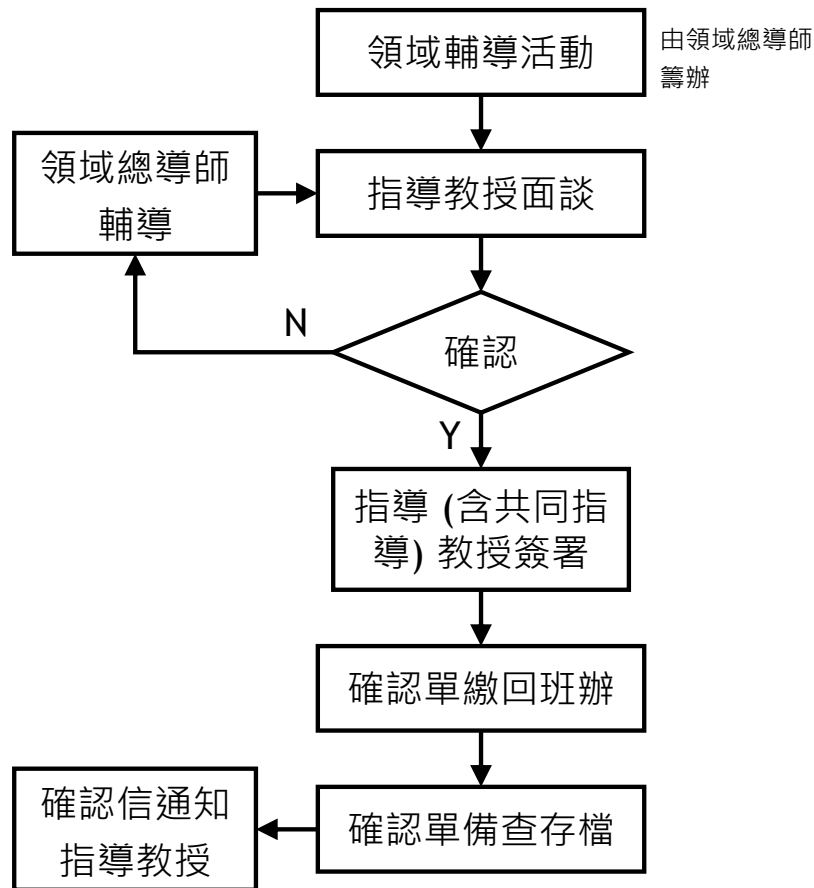 領域輔導活動
由領域總導師
籌辦
領域總導師
輔導
指導教授面談
N
確認
Y
指導 (含共同指
導) 教授簽署
確認單繳回班辦
確認信通知
指導教授
確認單備查存檔